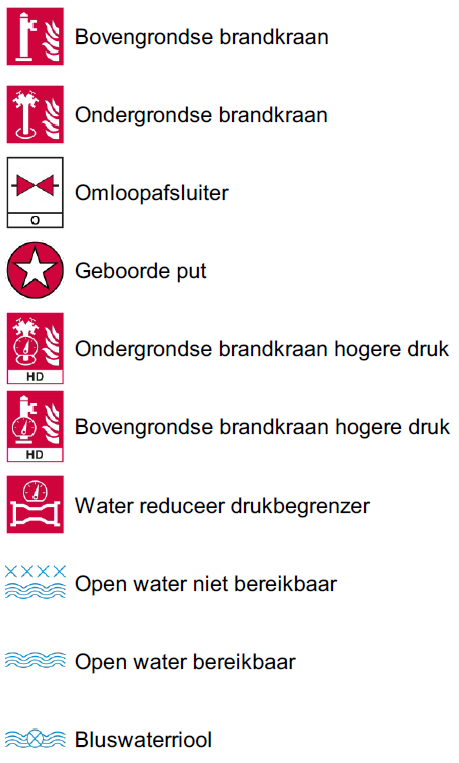 Bovengrondse brandkraan
Ondergrondse brandkraan
Omloopafsluiter
O
Geboorde put
Ondergrondse brandkraan hogere druk
HD
Bovengrondse brandkraan hogere druk
HD
Water reduceer drukbegrenzer
Open water niet bereikbaar
Open water bereikbaar
Bluswaterriool